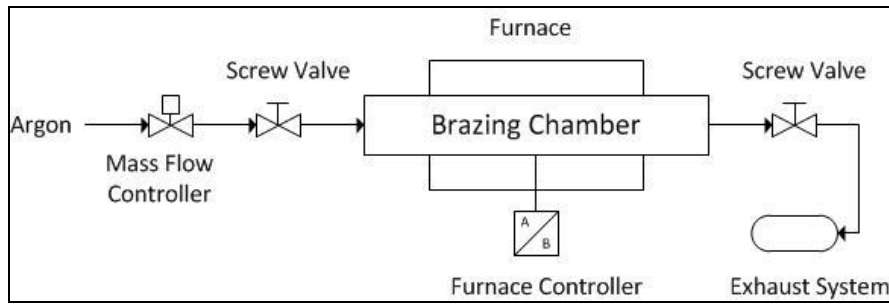 Furnace
Screw Valve
Screw Valve
Argon
Brazing Chamber
Mass Flow
Controller
A
B
Furnace Controller
Exhaust System